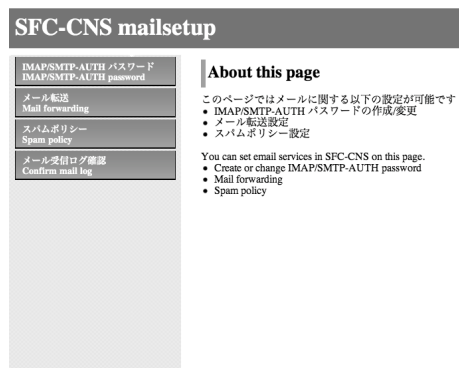 SFC-CNS mailsetup
IMAP/SMTP-AUTH パスワード
IMAP/SMTP-AUTH password
メール転送
Mail forwarding
スパムポリシー
Spam policy
メール受信ログ確認
Confirm mail log
About this page
このページではメールに関する以下の設定が可能です
• IMAP/SMTP-AUTH パスワードの作成/変更
• メール転送設定
• スパムポリシー設定
You can set email services in SFC-CNS on this page.
• Create or change IMAP/SMTP-AUTH password
• Mail forwarding
• Spam policy